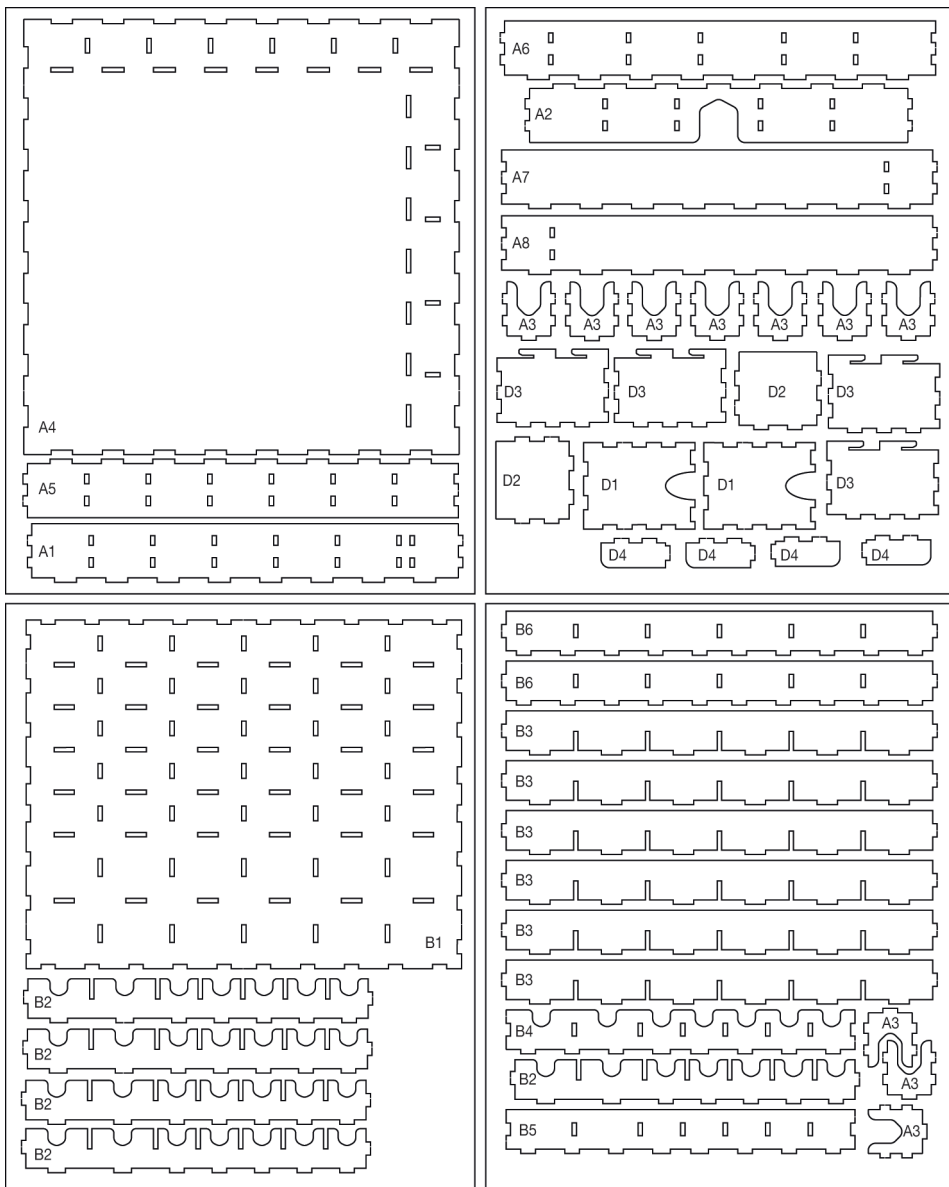 A4
A5
A1
A6
A2
A7
A8
A3 A3 A3 A3 A3 A3 A3
D3 D3 D2 D3
D2 D1 D1 D3
D4 D4 D4 D4
B1
B2
B2
B2
B2
B6
B6
B3
B3
B3
B3
B3
B3
B4 A3
B2 A3
B5 A3